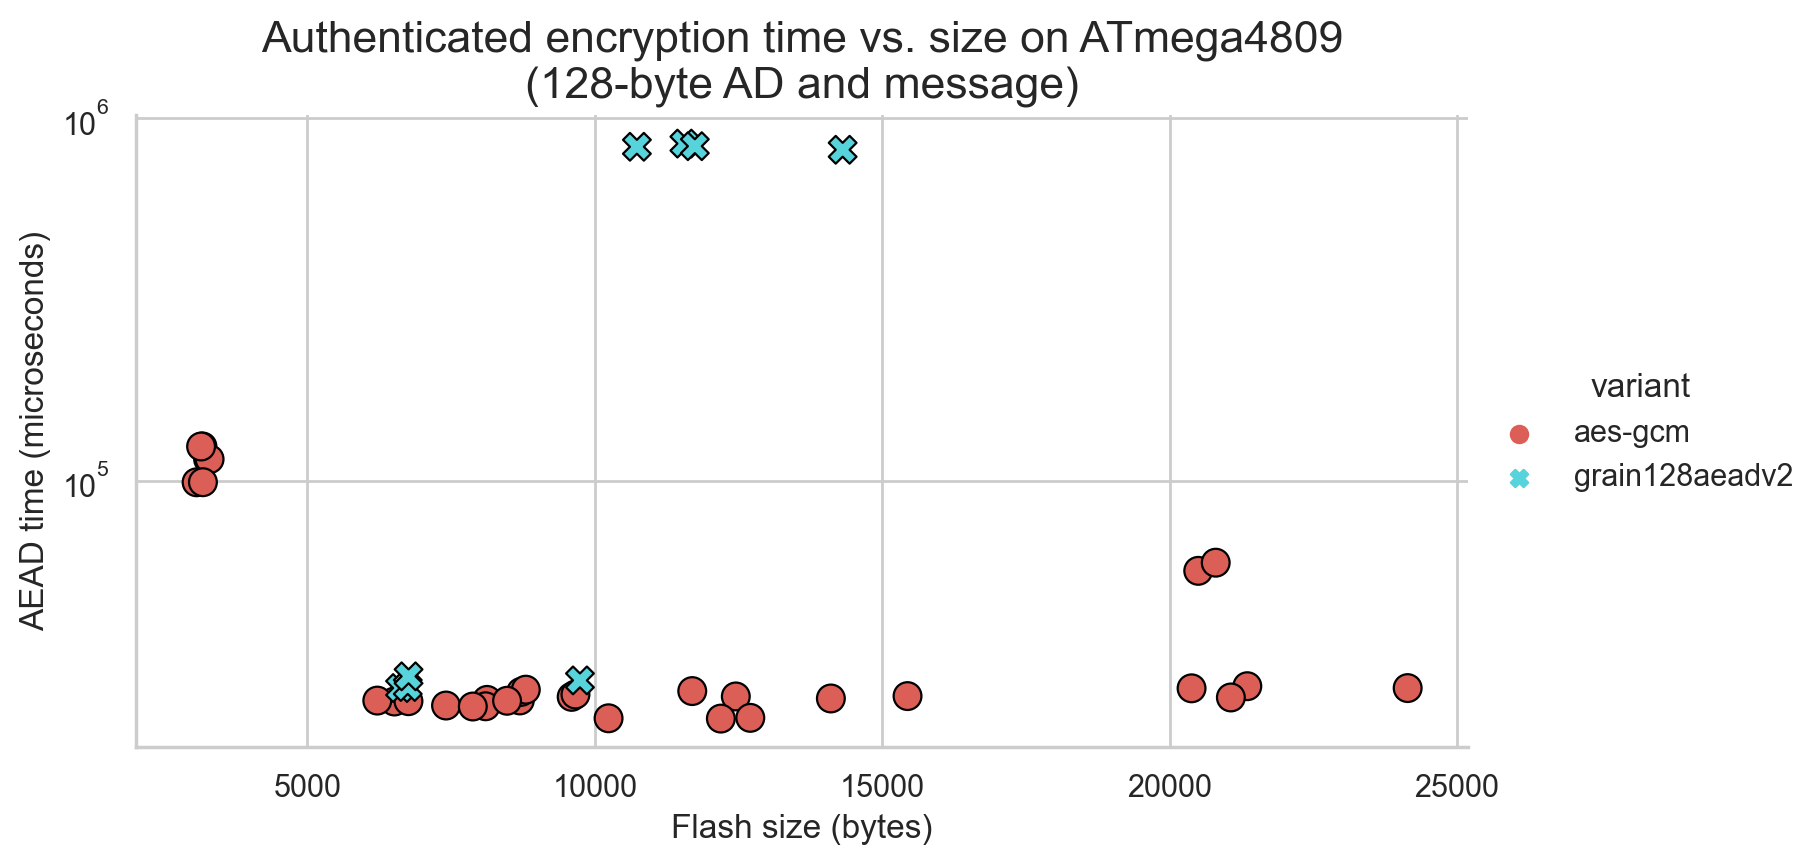 Authenticated encryption time vs. size on ATmega4809
(128-byte AD and message)
AEAD time (microseconds)
10^6
10^5
5000 10000 15000 20000 25000
Flash size (bytes)
variant
aes-gcm
grain128aeadv2